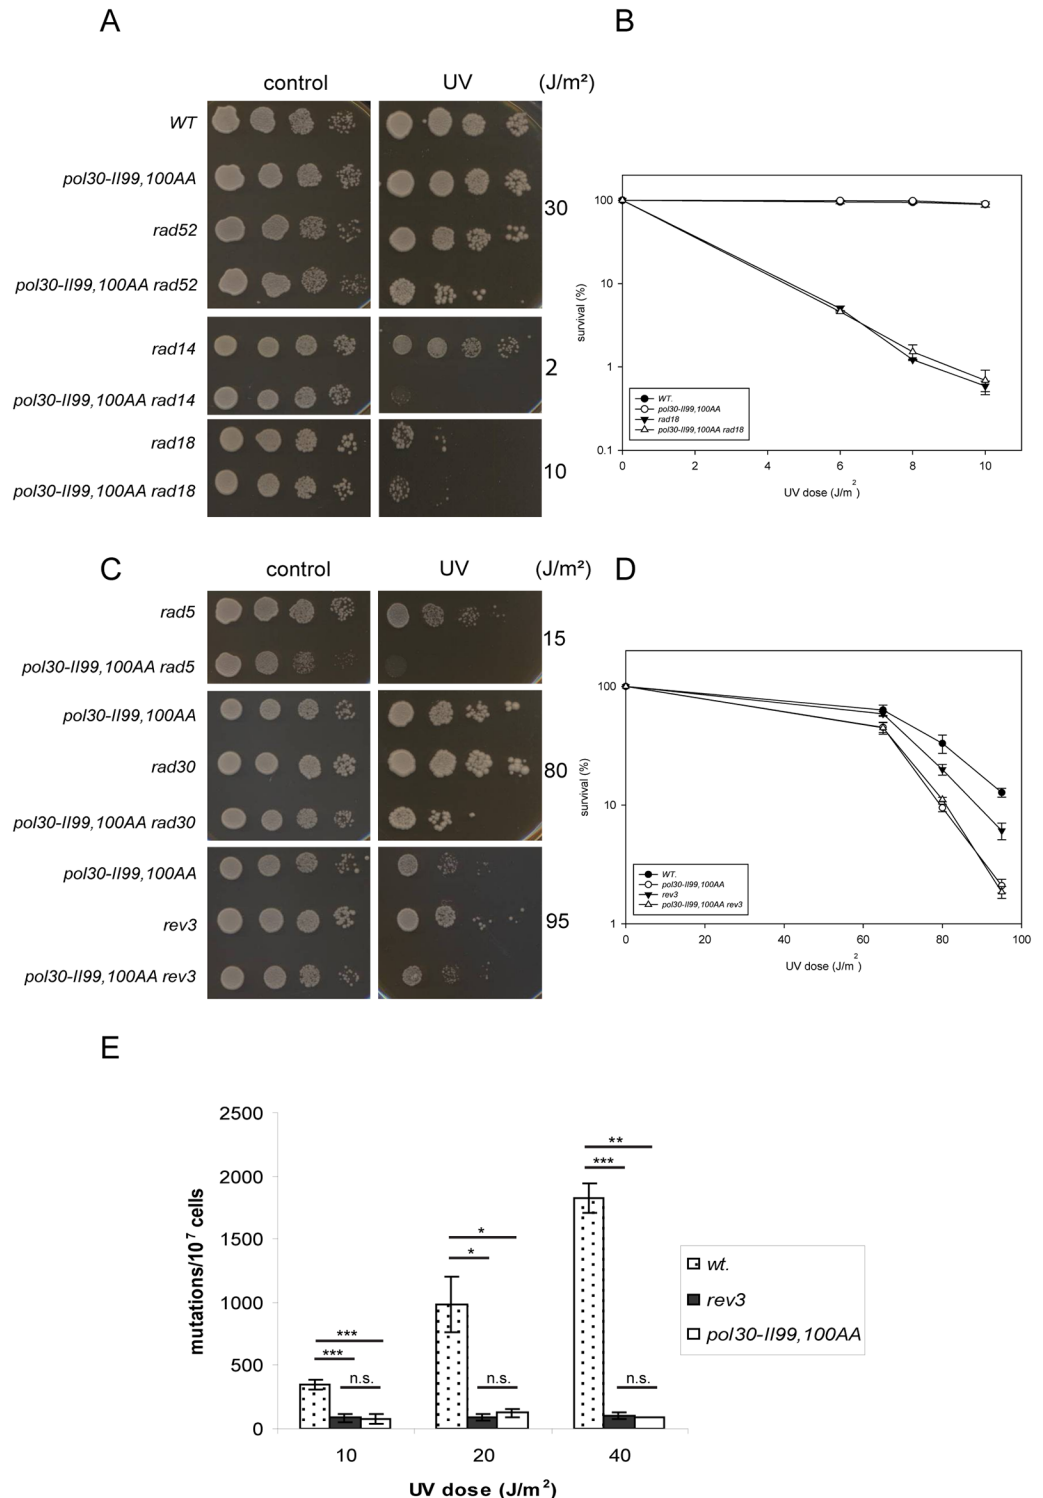 A
B
control UV (J/m²)
WT
pol30-II99,100AA
30
rad52
pol30-II99,100AA rad52
rad14
2
pol30-II99,100AA rad14
rad18
10
pol30-II99,100AA rad18
100
10
1
0.1
survival (%)
WT.
pol30-II99,100AA
rad18
pol30-II99,100AA rad18
0 2 4 6 8 10
UV dose (J/m²)
C
D
control UV (J/m²)
rad5
15
pol30-II99,100AA rad5
pol30-II99,100AA
rad30
80
pol30-II99,100AA rad30
pol30-II99,100AA
rev3
95
pol30-II99,100AA rev3
100
10
1
survival (%)
WT.
pol30-II99,100AA
rev3
pol30-II99,100AA rev3
0 20 40 60 80 100
UV dose (J/m²)
E
2500
2000
1500
1000
500
0
mutations/10⁷ cells
***
***
n.s.
*
*
n.s.
**
***
n.s.
wt.
rev3
pol30-II99,100AA
10 20 40
UV dose (J/m²)